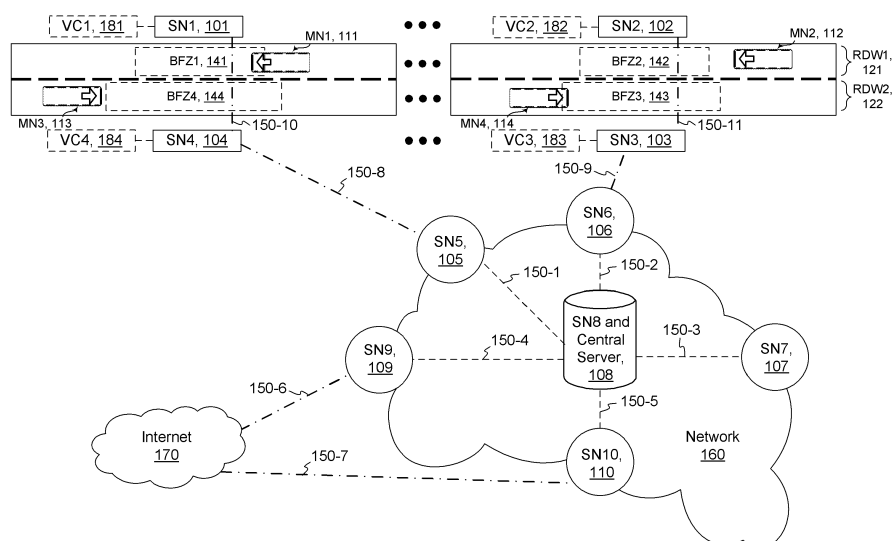 VC1, 181
SN1, 101
VC2, 182
SN2, 102
MN1, 111
MN2, 112
BFZ1, 141
BFZ2, 142
RDW1,
121
BFZ4, 144
BFZ3, 143
RDW2,
122
MN3, 113
150-10
MN4, 114
150-11
VC4, 184
SN4, 104
VC3, 183
SN3, 103
150-8
150-9
SN6,
106
SN5,
105
150-1
150-2
SN8 and
Central
Server,
108
150-4
150-3
SN9,
109
SN7,
107
150-6
150-5
Internet
170
150-7
SN10,
110
Network
160